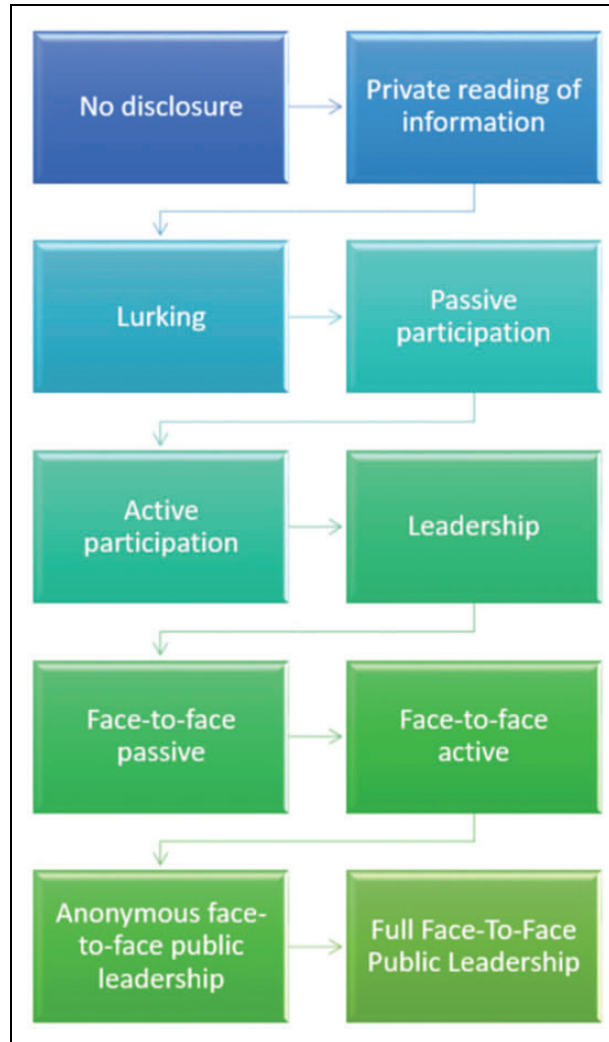 No disclosure
Private reading of
information
Lurking
Passive
participation
Active
participation
Leadership
Face-to-face
passive
Face-to-face
active
Anonymous face-
to-face public
leadership
Full Face-To-Face
Public Leadership